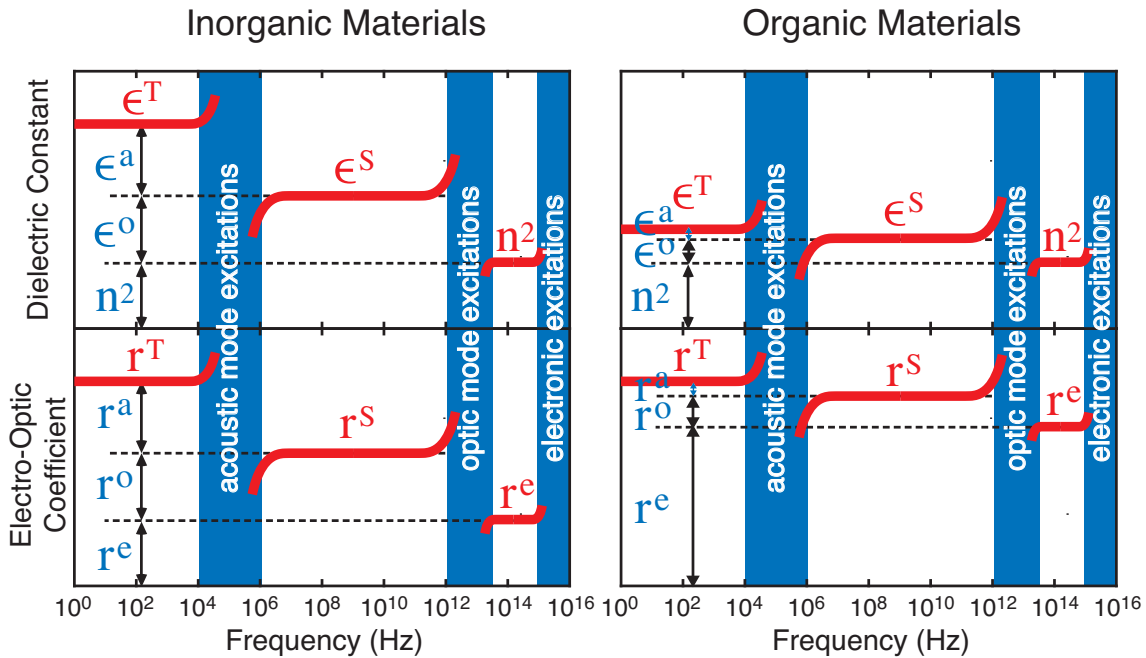 Inorganic Materials
Organic Materials
Dielectric Constant
Electro-Optic
Coefficient
ϵᵀ
ϵᵃ
ϵᵒ
n²
ϵˢ
n²
rᵀ
rᵃ
rᵒ
rᵉ
rˢ
rᵉ
acoustic mode excitations
optic mode excitations
electronic excitations
10⁰ 10² 10⁴ 10⁶ 10⁸ 10¹⁰ 10¹² 10¹⁴ 10¹⁶
Frequency (Hz)
ϵᵀ
ϵᵃ
ϵᵒ
n²
ϵˢ
n²
rᵀ
rᵃ
rᵒ
rᵉ
rˢ
rᵉ
acoustic mode excitations
optic mode excitations
electronic excitations
10⁰ 10² 10⁴ 10⁶ 10⁸ 10¹⁰ 10¹² 10¹⁴ 10¹⁶
Frequency (Hz)